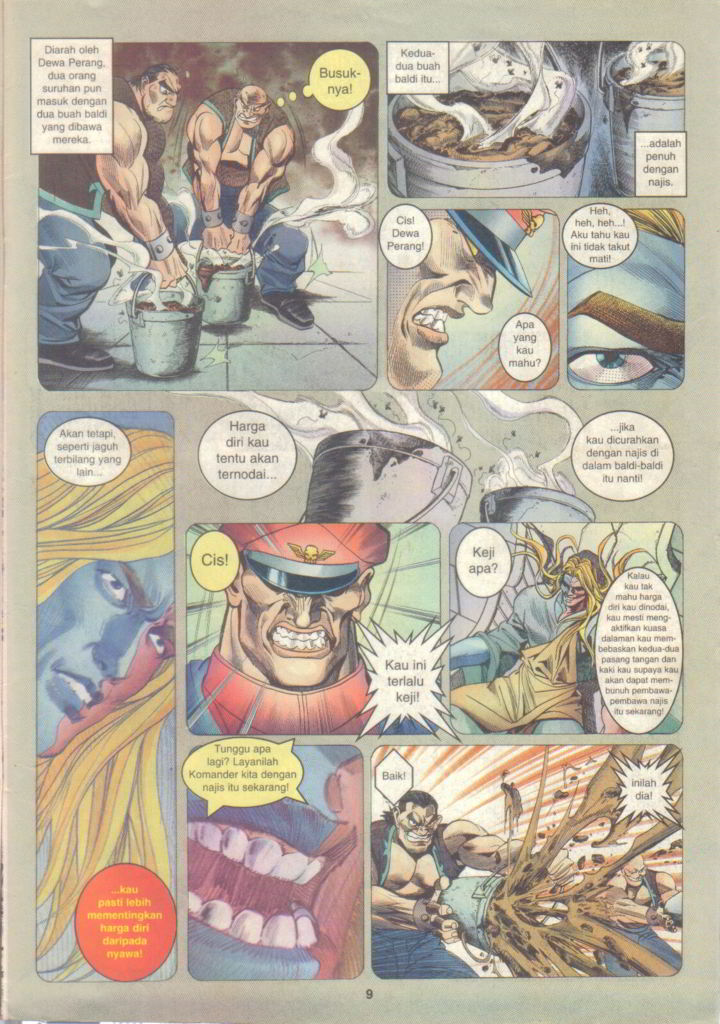 Diarah oleh
Dewa Perang,
dua orang
suruhan pun
masuk dengan
dua buah baldi
yang dibawa
mereka.
Busuk-
nya!
Kedua-
dua buah
baldi itu...
...adalah
penuh
dengan
najis.
Cis!
Dewa
Perang!
Apa
yang
kau
mahu?
Heh,
heh, heh...!
Aku tahu kau
ini tidak takut
mati!
Akan tetapi,
seperti jaguh
terbilang yang
lain...
...kau
pasti lebih
mementingkan
harga diri
daripada
nyawa!
Harga
diri kau
tentu akan
ternodai...
...jika
kau dicurahkan
dengan najis di
dalam baldi-baldi
itu nanti!
Cis!
Kau ini
terlalu
keji!
Keji
apa?
Kalau
kau tak
mahu harga
diri kau dinodai,
kau mesti meng-
aktifkan kuasa
dalaman kau mem-
bebaskan kedua-dua
pasang tangan dan
kaki kau supaya kau
akan dapat mem-
bunuh pembawa-
pembawa najis
itu sekarang!
Tunggu apa
lagi? Layanilah
Komander kita dengan
najis itu sekarang!
Baik!
inilah
dia!
9